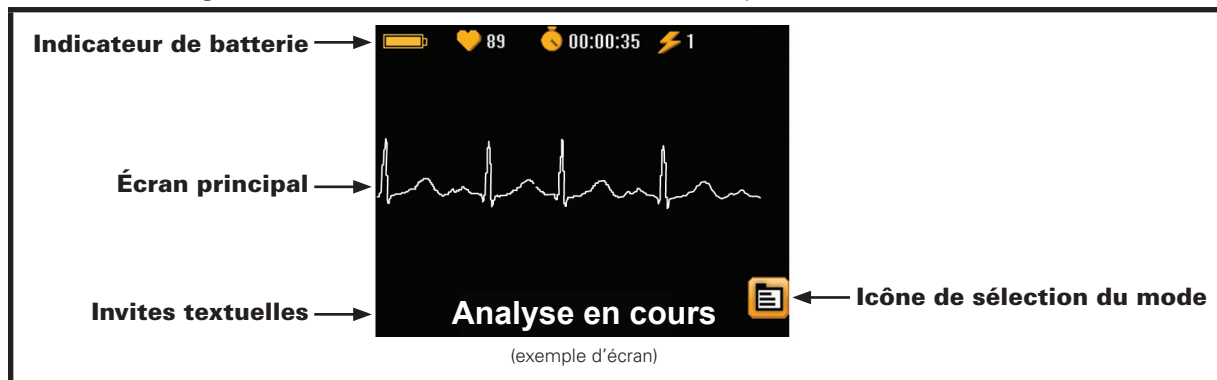 Indicateur de batterie
89 00:00:35 1
Écran principal
Invites textuelles
Analyse en cours
Icône de sélection du mode
(exemple d'écran)